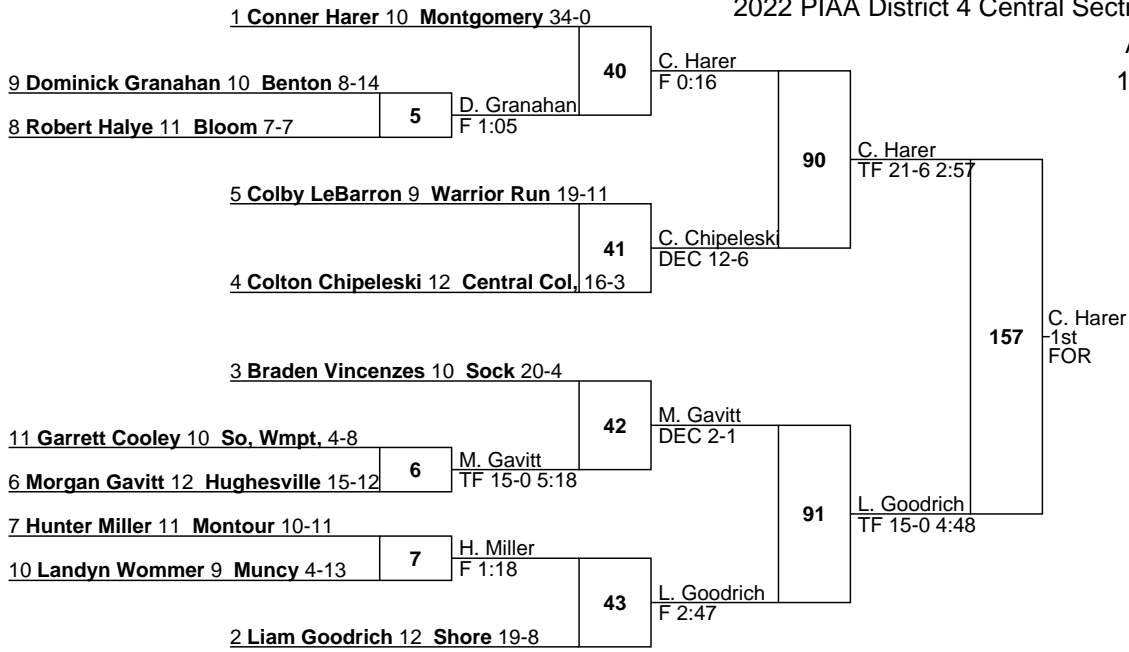 2022 PIAA District 4 Central Secti
1 Conner Harer 10 Montgomery 34-0
40
C. Harer
F 0:16
9 Dominick Granahan 10 Benton 8-14
5
D. Granahan
F 1:05
8 Robert Halye 11 Bloom 7-7
90
C. Harer
TF 21-6 2:57
5 Colby LeBarron 9 Warrior Run 19-11
41
C. Chipeleski
DEC 12-6
4 Colton Chipeleski 12 Central Col, 16-3
157
C. Harer
1st
FOR
3 Braden Vincenzes 10 Sock 20-4
42
M. Gavitt
DEC 2-1
11 Garrett Cooley 10 So, Wmpt, 4-8
6
M. Gavitt
TF 15-0 5:18
6 Morgan Gavitt 12 Hughesville 15-12
91
L. Goodrich
TF 15-0 4:48
7 Hunter Miller 11 Montour 10-11
7
H. Miller
F 1:18
10 Landyn Wommer 9 Muncy 4-13
43
L. Goodrich
F 2:47
2 Liam Goodrich 12 Shore 19-8